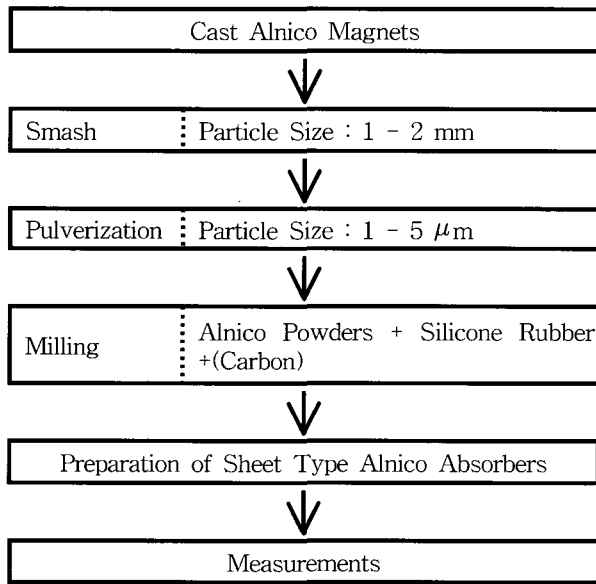 Cast Alnico Magnets
Smash Particle Size : 1 - 2 mm
Pulverization Particle Size : 1 - 5 μm
Milling Alnico Powders + Silicone Rubber
+(Carbon)
Preparation of Sheet Type Alnico Absorbers
Measurements